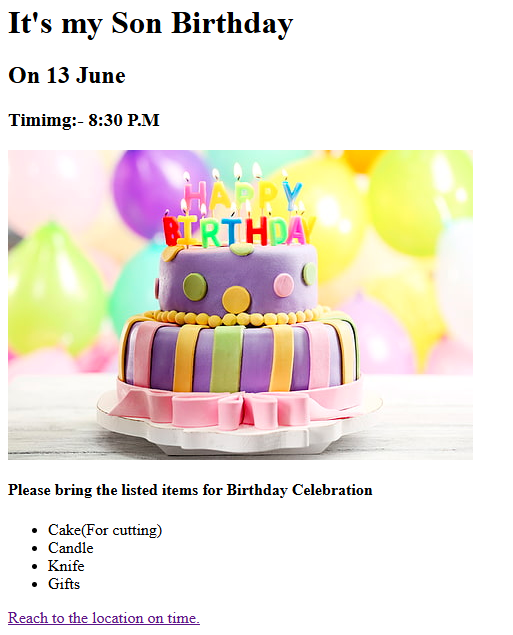 It's my Son Birthday
On 13 June
Timimg:- 8:30 P.M
HAPPY
BIRTHDAY
Please bring the listed items for Birthday Celebration
Cake(For cutting)
Candle
Knife
Gifts
Reach to the location on time.